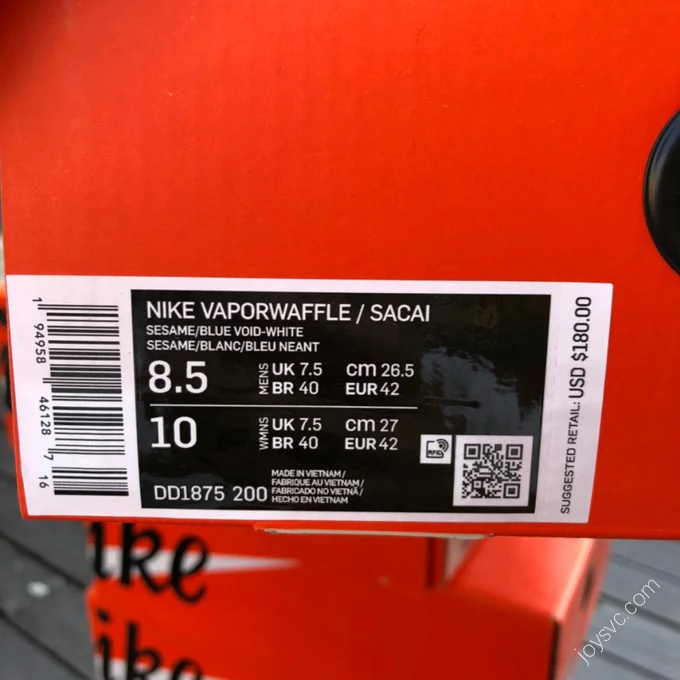 NIKE VAPORWAFFLE / SACAI
SESAME/BLUE VOID-WHITE
SESAME/BLANC/BLEU NEANT
8.5 MENS UK 7.5 cm 26.5
BR 40 EUR 42
10 WMNS UK 7.5 cm 27
BR 40 EUR 42
RFID
DD1875 200
MADE IN VIETNAM /
FABRIQUE AU VIETNAM /
FABRICADO NO VIETNÃ /
HECHO EN VIETNAM
1 94958 46128 7 16
SUGGESTED RETAIL: USD $180.00
ike
ike
joysvc.com